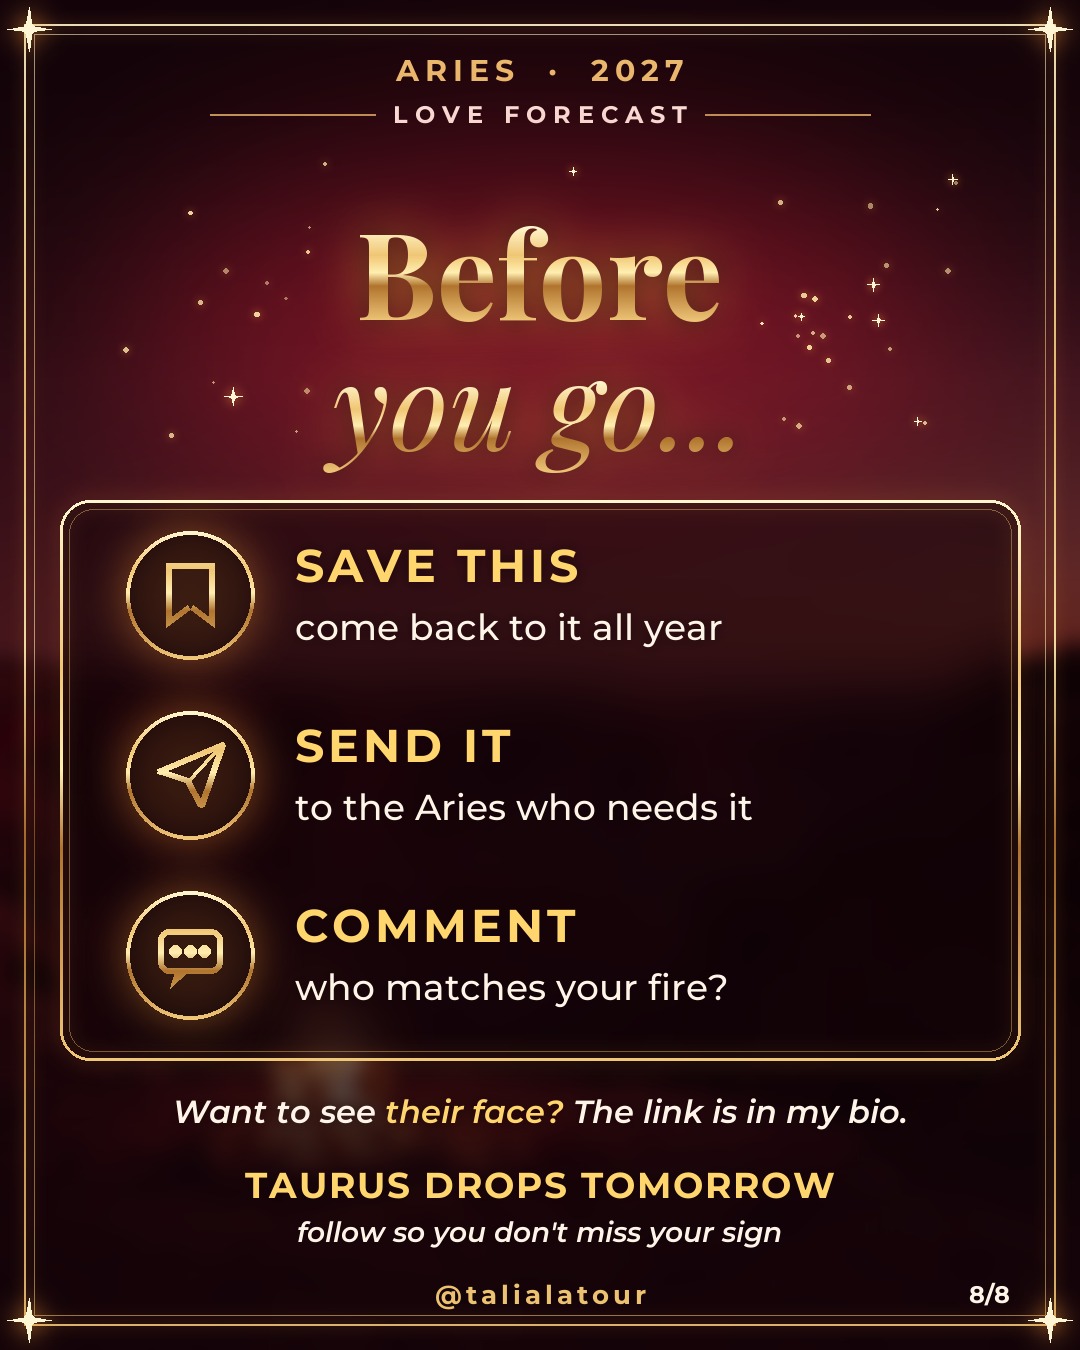 ARIES · 2027
LOVE FORECAST
Before
you go...
SAVE THIS
come back to it all year
SEND IT
to the Aries who needs it
COMMENT
who matches your fire?
Want to see their face? The link is in my bio.
TAURUS DROPS TOMORROW
follow so you don't miss your sign
@talialatour
8/8